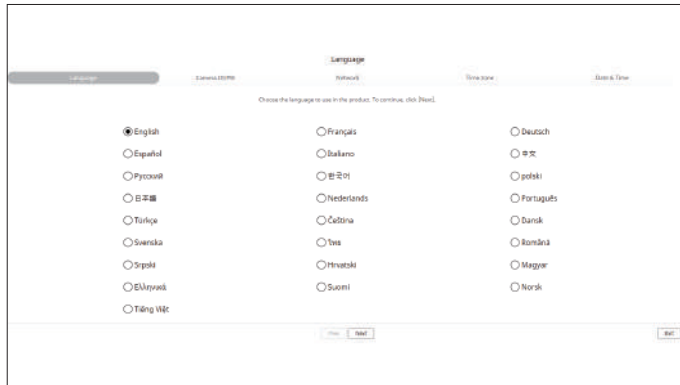 Language
Language Camera ID/PW Network Time zone Date & Time
Choose the language to use in the product. To continue, click [Next].
English Français Deutsch
Español Italiano 中文
Русский 한국어 polski
日本語 Nederlands Português
Türkçe Čeština Dansk
Svenska ไทย Română
Srpski Hrvatski Magyar
Ελληνικά Suomi Norsk
Tiếng Việt
Prev Next Exit